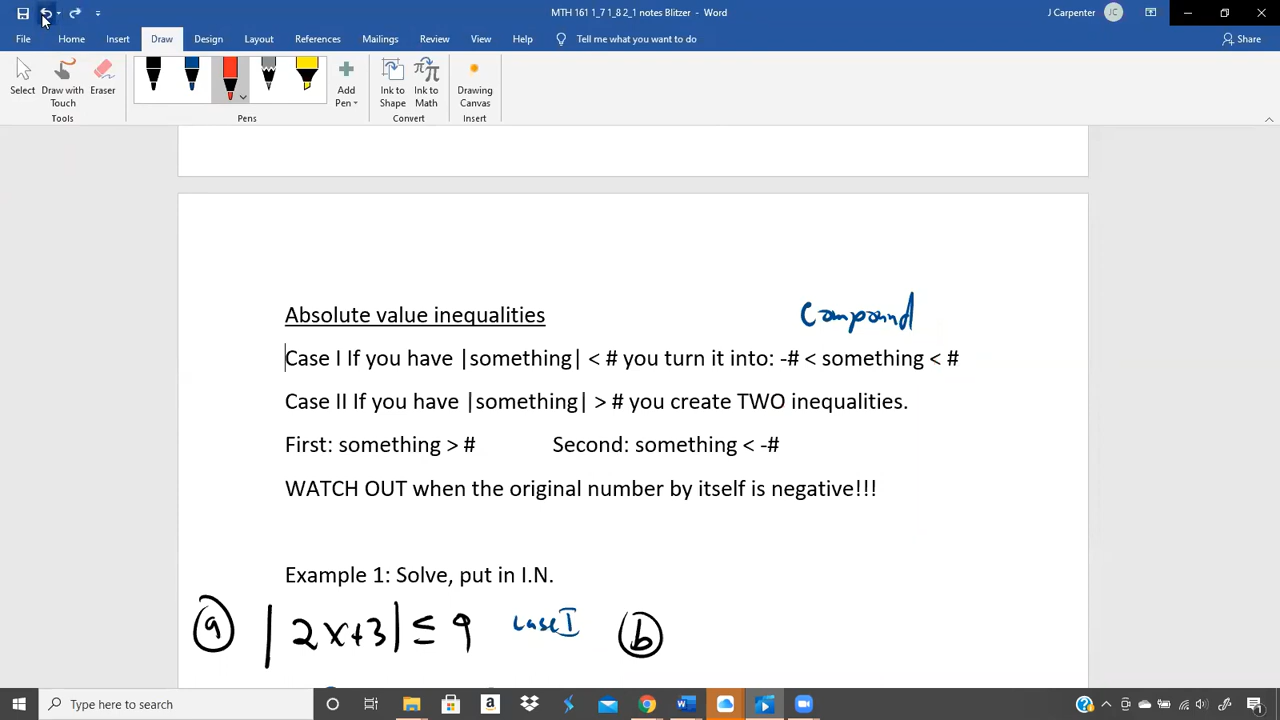 MTH 161 1_7 1_8 2_1 notes Blitzer - Word
J Carpenter JC
File Home Insert Draw Design Layout References Mailings Review View Help Tell me what you want to do Share
Select Draw with Touch Eraser Add Pen Ink to Shape Ink to Math Drawing Canvas
Tools Pens Convert Insert
Absolute value inequalities Compound
Case I If you have |something| < # you turn it into: -# < something < #
Case II If you have |something| > # you create TWO inequalities.
First: something > # Second: something < -#
WATCH OUT when the original number by itself is negative!!!
Example 1: Solve, put in I.N.
(a) |2x+3| ≤ 9 case I (b)
Type here to search